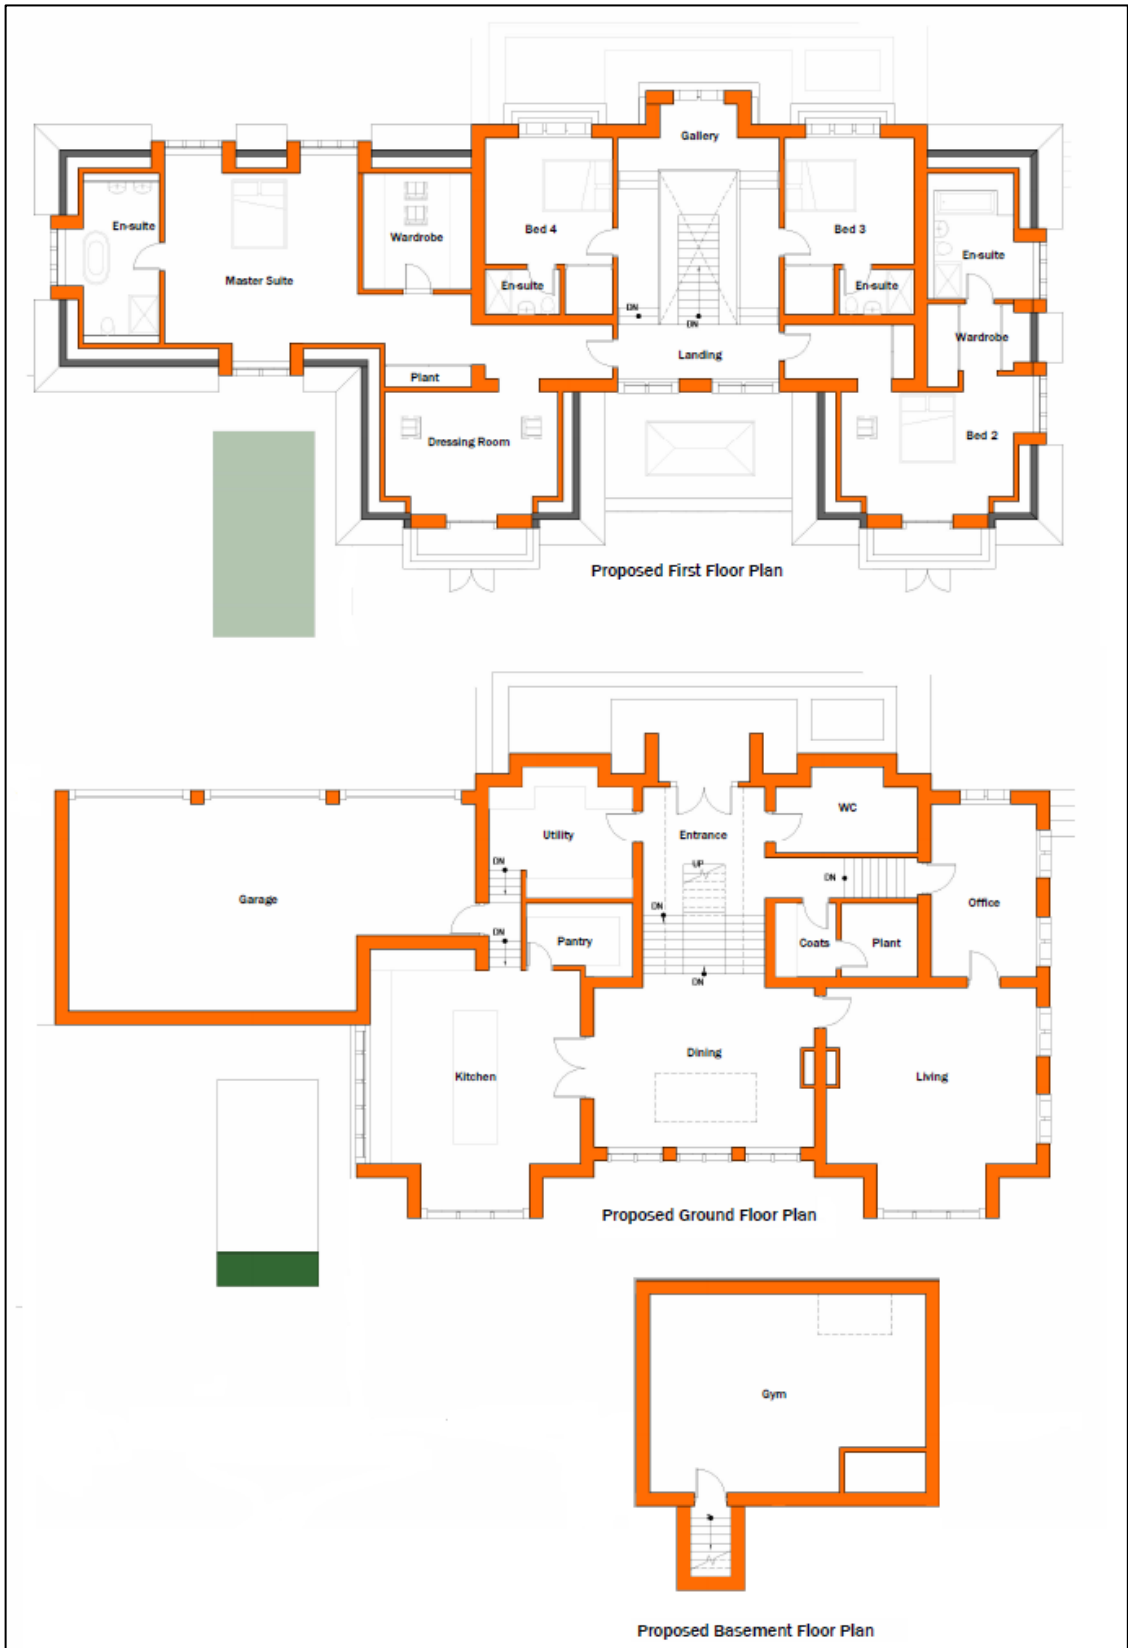 Gallery
En-suite
Bed 4
Bed 3
Wardrobe
En-suite
Master Suite
En-suite
En-suite
DN
DN
Wardrobe
Landing
Plant
Dressing Room
Bed 2
Proposed First Floor Plan
Utility
Entrance
WC
DN
UP
DN
Garage
DN
Office
DN
Pantry
Coats
Plant
DN
Dining
Kitchen
Living
Proposed Ground Floor Plan
Gym
Proposed Basement Floor Plan